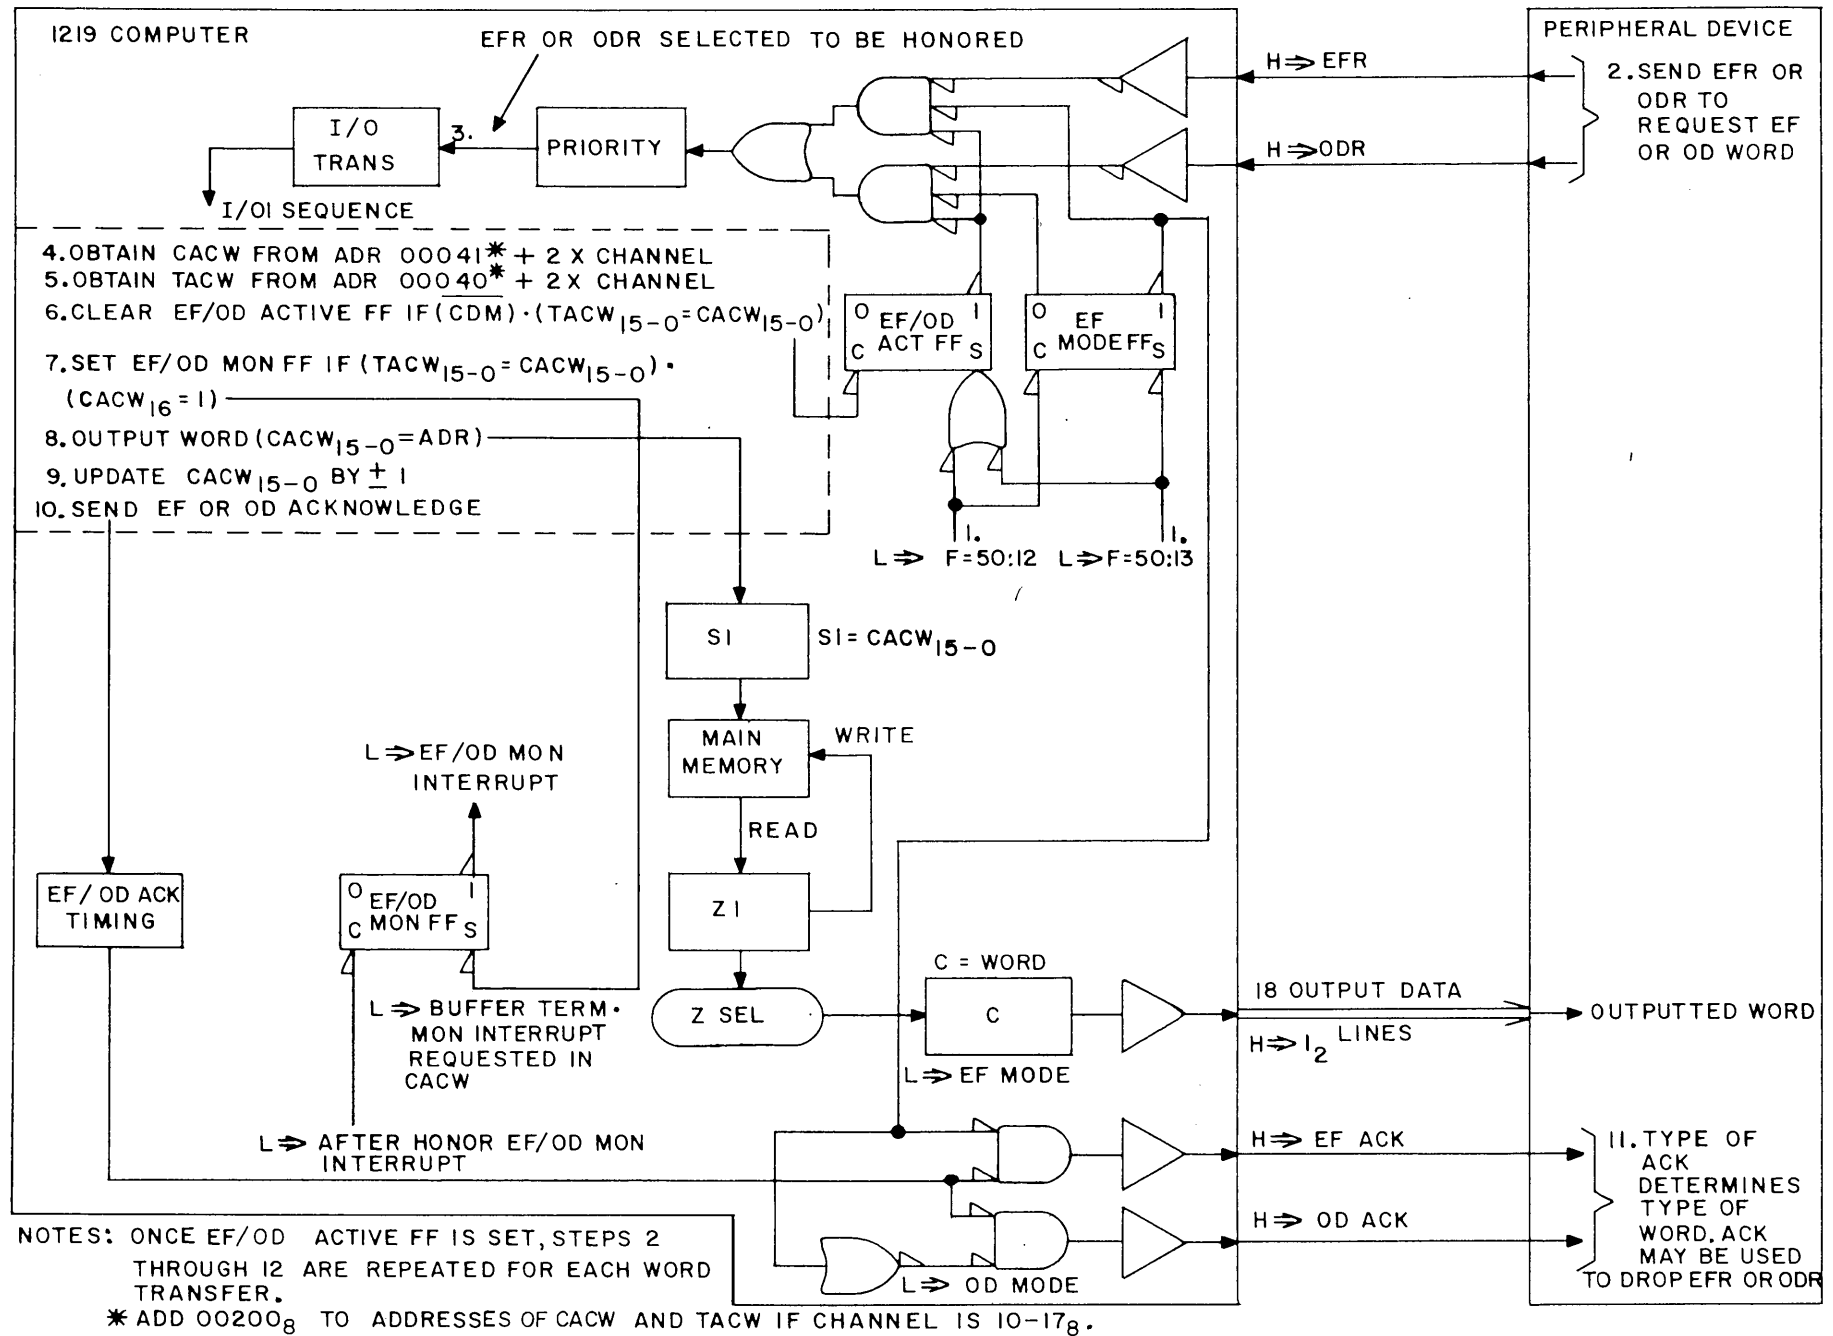 1219 COMPUTER
EFR OR ODR SELECTED TO BE HONORED
PERIPHERAL DEVICE
H⇒EFR
2.SEND EFR OR
ODR TO
REQUEST EF
OR OD WORD
I/O
TRANS
3.
PRIORITY
H⇒ODR
I/O1 SEQUENCE
4.OBTAIN CACW FROM ADR 00041* + 2 X CHANNEL
5.OBTAIN TACW FROM ADR 00040* + 2X CHANNEL
6.CLEAR EF/OD ACTIVE FF IF (C̅D̅M̅)·(TACW₁₅₋₀=CACW₁₅₋₀)
7.SET EF/OD MON FF IF (TACW₁₅₋₀=CACW₁₅₋₀)·
(CACW₁₆=1)
8.OUTPUT WORD (CACW₁₅₋₀=ADR)
9.UPDATE CACW₁₅₋₀ BY ± 1
10.SEND EF OR OD ACKNOWLEDGE
O EF/OD 1
C ACT FF S
O EF 1
C MODE FF S
1. 1.
L⇒ F=50:12 L⇒F=50:13
S1 S1=CACW₁₅₋₀
MAIN
MEMORY
WRITE
READ
L⇒EF/OD MON
INTERRUPT
EF/OD ACK
TIMING
O EF/OD 1
C MON FF S
Z1
C = WORD
Z SEL
C
18 OUTPUT DATA
LINES
H⇒1₂
OUTPUTTED WORD
L⇒ BUFFER TERM·
MON INTERRUPT
REQUESTED IN
CACW
L⇒ EF MODE
L⇒ AFTER HONOR EF/OD MON
INTERRUPT
H⇒ EF ACK
H⇒ OD ACK
11.TYPE OF
ACK
DETERMINES
TYPE OF
WORD. ACK
MAY BE USED
TO DROP EFR OR ODR
L⇒ OD MODE
NOTES: ONCE EF/OD ACTIVE FF IS SET, STEPS 2
THROUGH 12 ARE REPEATED FOR EACH WORD
TRANSFER.
* ADD 00200₈ TO ADDRESSES OF CACW AND TACW IF CHANNEL IS 10-17₈.